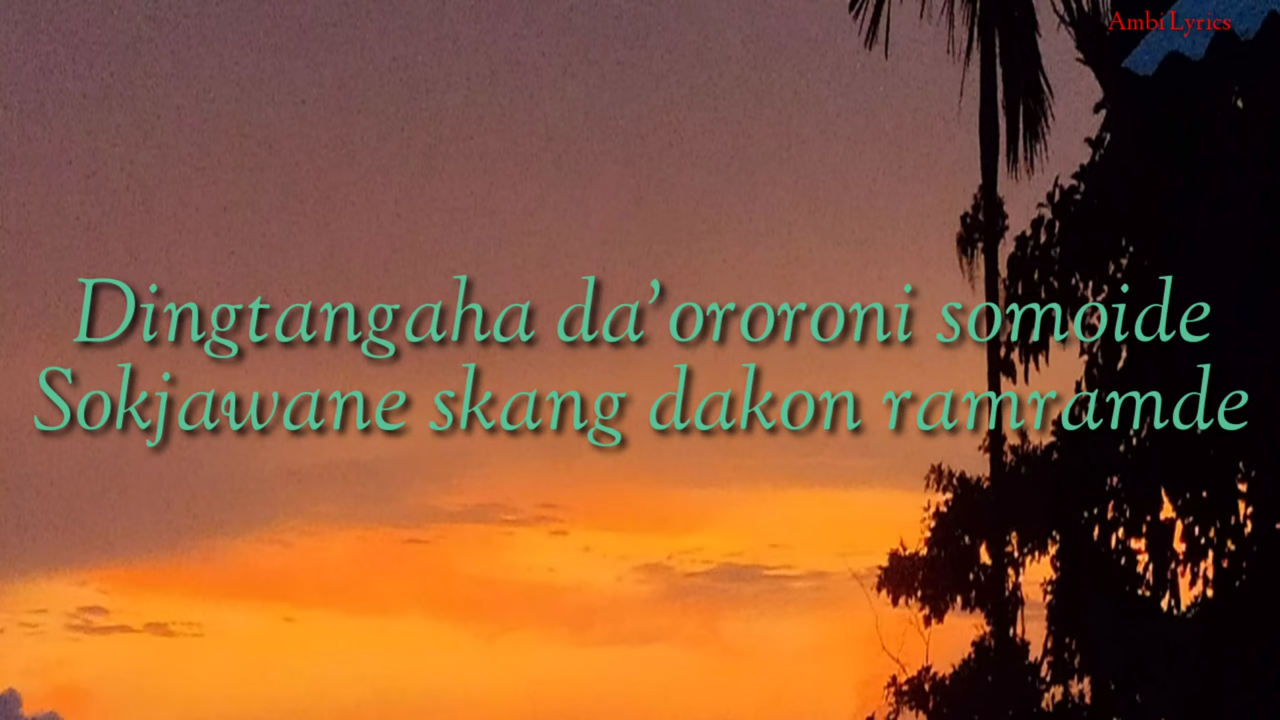 Ambi Lyrics
Dingtangaha da’ororoni somoide
Sokjawane skang dakon ramramde